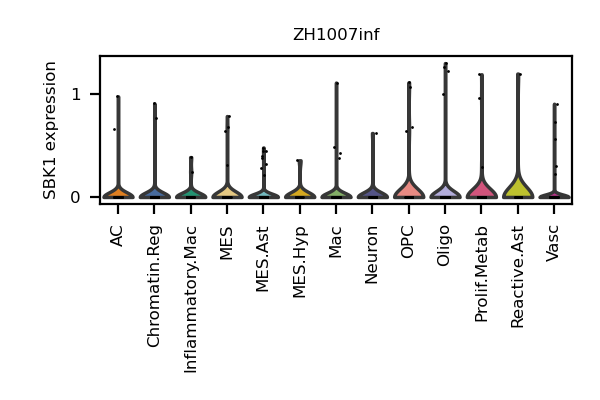 ZH1007inf
SBK1 expression
1
0
AC
Chromatin.Reg
Inflammatory.Mac
MES
MES.Ast
MES.Hyp
Mac
Neuron
OPC
Oligo
Prolif.Metab
Reactive.Ast
Vasc